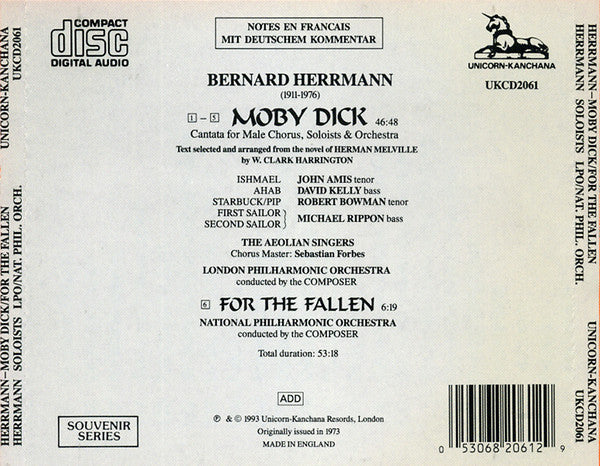 HERRMANN–MOBY DICK/FOR THE FALLEN UNICORN-KANCHANA
HERRMANN SOLOISTS LPO/NAT. PHIL. ORCH. UKCD2061
COMPACT
disc
DIGITAL AUDIO
NOTES EN FRANCAIS
MIT DEUTSCHEM KOMMENTAR
UNICORN-KANCHANA
UKCD2061
BERNARD HERRMANN
(1911-1976)
1 – 5 MOBY DICK 46:48
Cantata for Male Chorus, Soloists & Orchestra
Text selected and arranged from the novel of HERMAN MELVILLE
by W. CLARK HARRINGTON
ISHMAEL JOHN AMIS tenor
AHAB DAVID KELLY bass
STARBUCK/PIP ROBERT BOWMAN tenor
FIRST SAILOR
SECOND SAILOR } MICHAEL RIPPON bass
THE AEOLIAN SINGERS
Chorus Master: Sebastian Forbes
LONDON PHILHARMONIC ORCHESTRA
conducted by the COMPOSER
6 FOR THE FALLEN 6:19
NATIONAL PHILHARMONIC ORCHESTRA
conducted by the COMPOSER
Total duration: 53:18
ADD
SOUVENIR
SERIES
℗ & © 1993 Unicorn-Kanchana Records, London
Originally issued in 1973
MADE IN ENGLAND
0 53068 20612 9
HERRMANN–MOBY DICK/FOR THE FALLEN UNICORN-KANCHANA
HERRMANN SOLOISTS LPO/NAT. PHIL. ORCH. UKCD2061